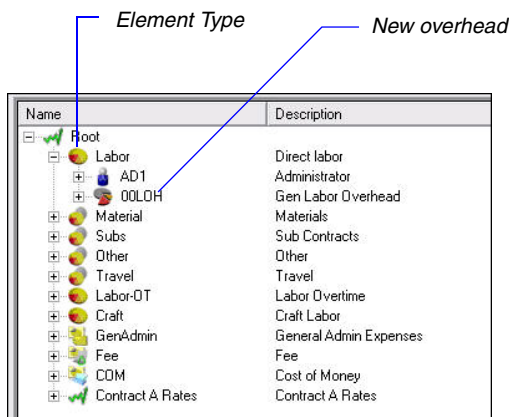 Element Type
New overhead
Name Description
Root
Labor Direct labor
AD1 Administrator
00LOH Gen Labor Overhead
Material Materials
Subs Sub Contracts
Other Other
Travel Travel
Labor-OT Labor Overtime
Craft Craft Labor
GenAdmin General Admin Expenses
Fee Fee
COM Cost of Money
Contract A Rates Contract A Rates